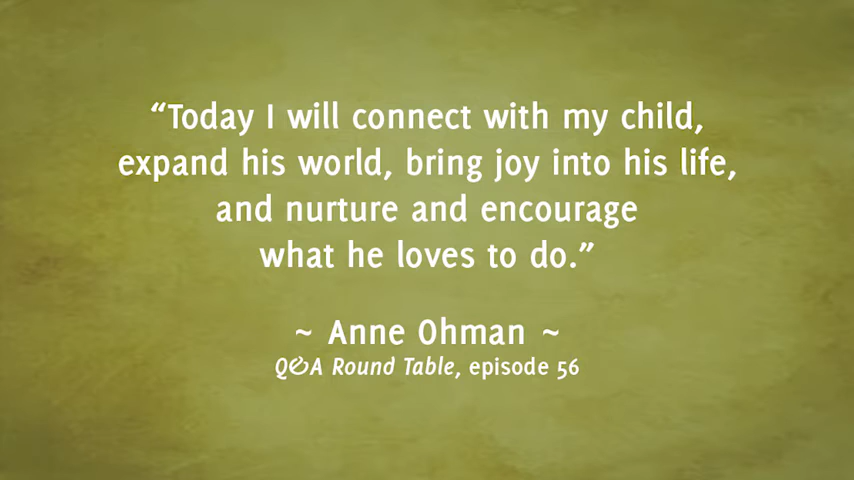 “Today I will connect with my child,
expand his world, bring joy into his life,
and nurture and encourage
what he loves to do.”
~ Anne Ohman ~
Q&A Round Table, episode 56